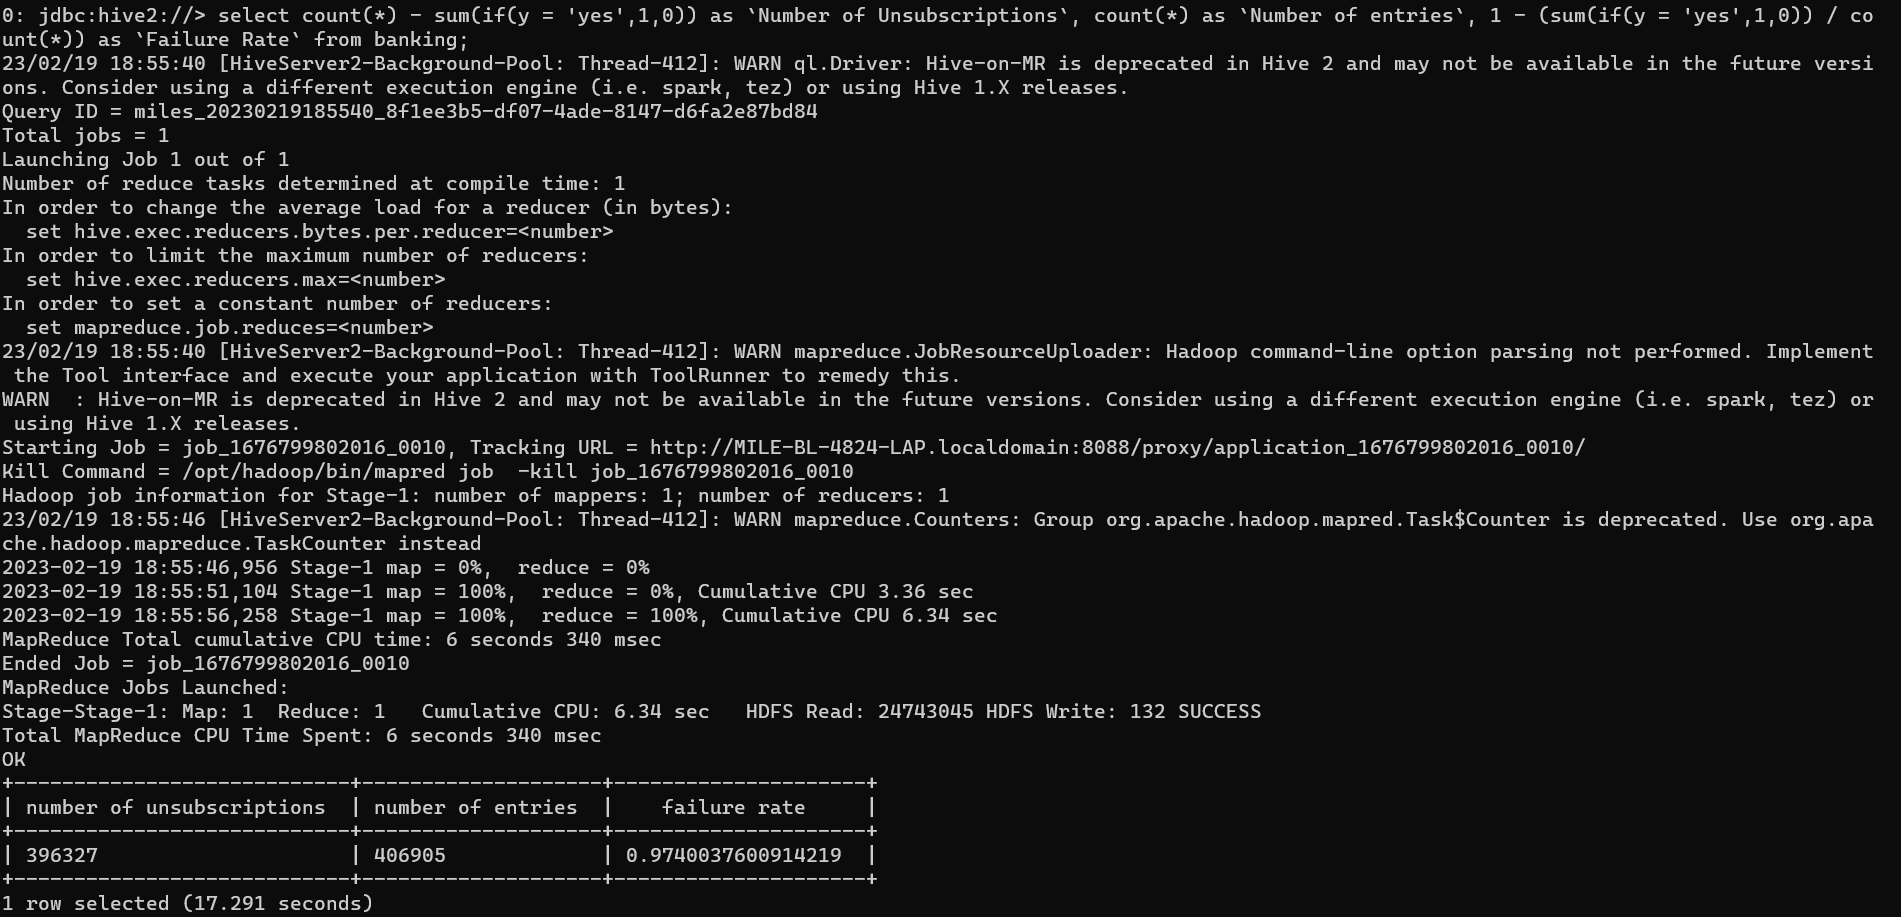 0: jdbc:hive2://> select count(*) - sum(if(y = 'yes',1,0)) as `Number of Unsubscriptions`, count(*) as `Number of entries`, 1 - (sum(if(y = 'yes',1,0)) / co
unt(*)) as `Failure Rate` from banking;
23/02/19 18:55:40 [HiveServer2-Background-Pool: Thread-412]: WARN ql.Driver: Hive-on-MR is deprecated in Hive 2 and may not be available in the future versi
ons. Consider using a different execution engine (i.e. spark, tez) or using Hive 1.X releases.
Query ID = miles_20230219185540_8f1ee3b5-df07-4ade-8147-d6fa2e87bd84
Total jobs = 1
Launching Job 1 out of 1
Number of reduce tasks determined at compile time: 1
In order to change the average load for a reducer (in bytes):
  set hive.exec.reducers.bytes.per.reducer=<number>
In order to limit the maximum number of reducers:
  set hive.exec.reducers.max=<number>
In order to set a constant number of reducers:
  set mapreduce.job.reduces=<number>
23/02/19 18:55:40 [HiveServer2-Background-Pool: Thread-412]: WARN mapreduce.JobResourceUploader: Hadoop command-line option parsing not performed. Implement
 the Tool interface and execute your application with ToolRunner to remedy this.
WARN  : Hive-on-MR is deprecated in Hive 2 and may not be available in the future versions. Consider using a different execution engine (i.e. spark, tez) or
 using Hive 1.X releases.
Starting Job = job_1676799802016_0010, Tracking URL = http://MILE-BL-4824-LAP.localdomain:8088/proxy/application_1676799802016_0010/
Kill Command = /opt/hadoop/bin/mapred job  -kill job_1676799802016_0010
Hadoop job information for Stage-1: number of mappers: 1; number of reducers: 1
23/02/19 18:55:46 [HiveServer2-Background-Pool: Thread-412]: WARN mapreduce.Counters: Group org.apache.hadoop.mapred.Task$Counter is deprecated. Use org.apa
che.hadoop.mapreduce.TaskCounter instead
2023-02-19 18:55:46,956 Stage-1 map = 0%,  reduce = 0%
2023-02-19 18:55:51,104 Stage-1 map = 100%,  reduce = 0%, Cumulative CPU 3.36 sec
2023-02-19 18:55:56,258 Stage-1 map = 100%,  reduce = 100%, Cumulative CPU 6.34 sec
MapReduce Total cumulative CPU time: 6 seconds 340 msec
Ended Job = job_1676799802016_0010
MapReduce Jobs Launched:
Stage-Stage-1: Map: 1  Reduce: 1   Cumulative CPU: 6.34 sec   HDFS Read: 24743045 HDFS Write: 132 SUCCESS
Total MapReduce CPU Time Spent: 6 seconds 340 msec
OK
+----------------------------+--------------------+---------------------+
| number of unsubscriptions  | number of entries  |    failure rate     |
+----------------------------+--------------------+---------------------+
| 396327                     | 406905             | 0.9740037600914219  |
+----------------------------+--------------------+---------------------+
1 row selected (17.291 seconds)